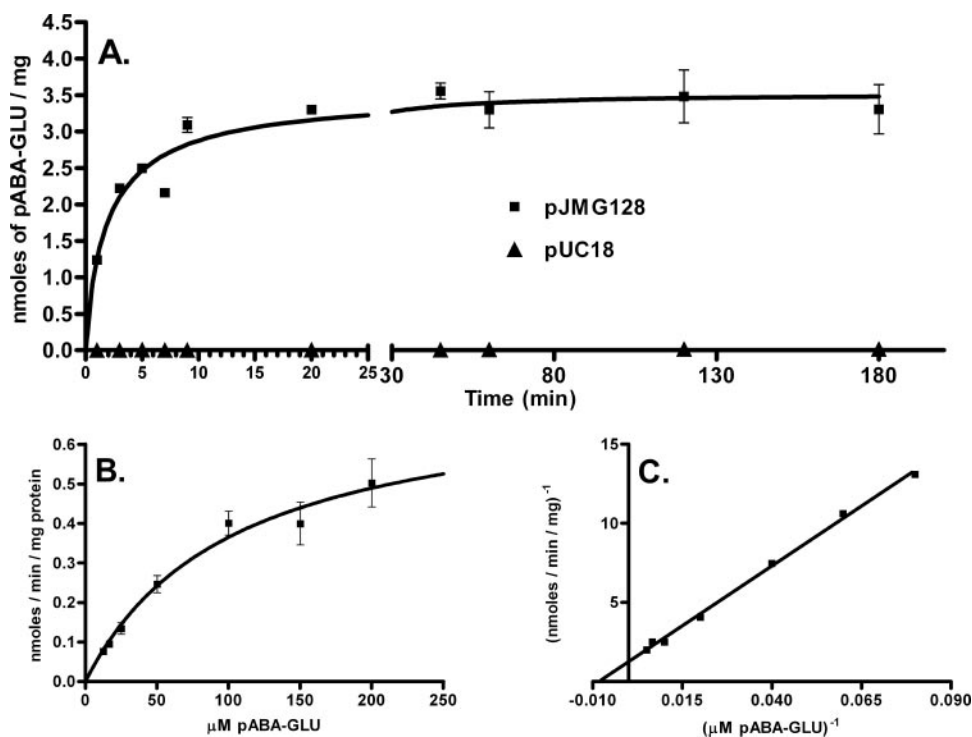 A.
nmoles of pABA-GLU / mg
4.5
4.0
3.5
3.0
2.5
2.0
1.5
1.0
0.5
0.0
pJMG128
pUC18
0 5 10 15 20 25 30 80 130 180
Time (min)
B.
nmoles / min / mg protein
0.6
0.5
0.4
0.3
0.2
0.1
0.0
0 50 100 150 200 250
μM pABA-GLU
C.
(nmoles / min / mg)⁻¹
15
10
5
-0.010 0.015 0.040 0.065 0.090
(μM pABA-GLU)⁻¹